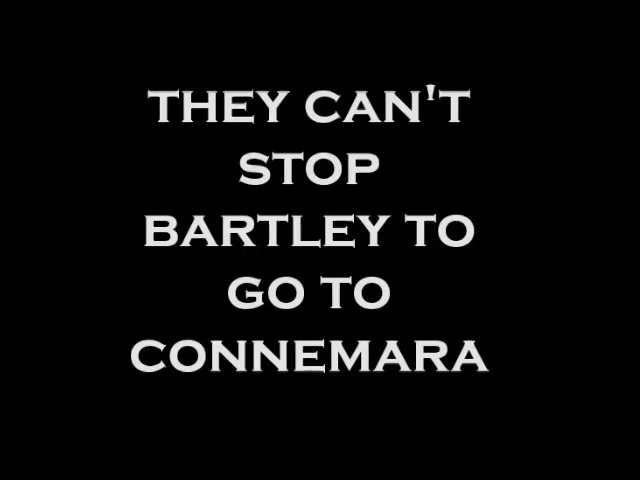 THEY CAN'T
STOP
BARTLEY TO
GO TO
CONNEMARA